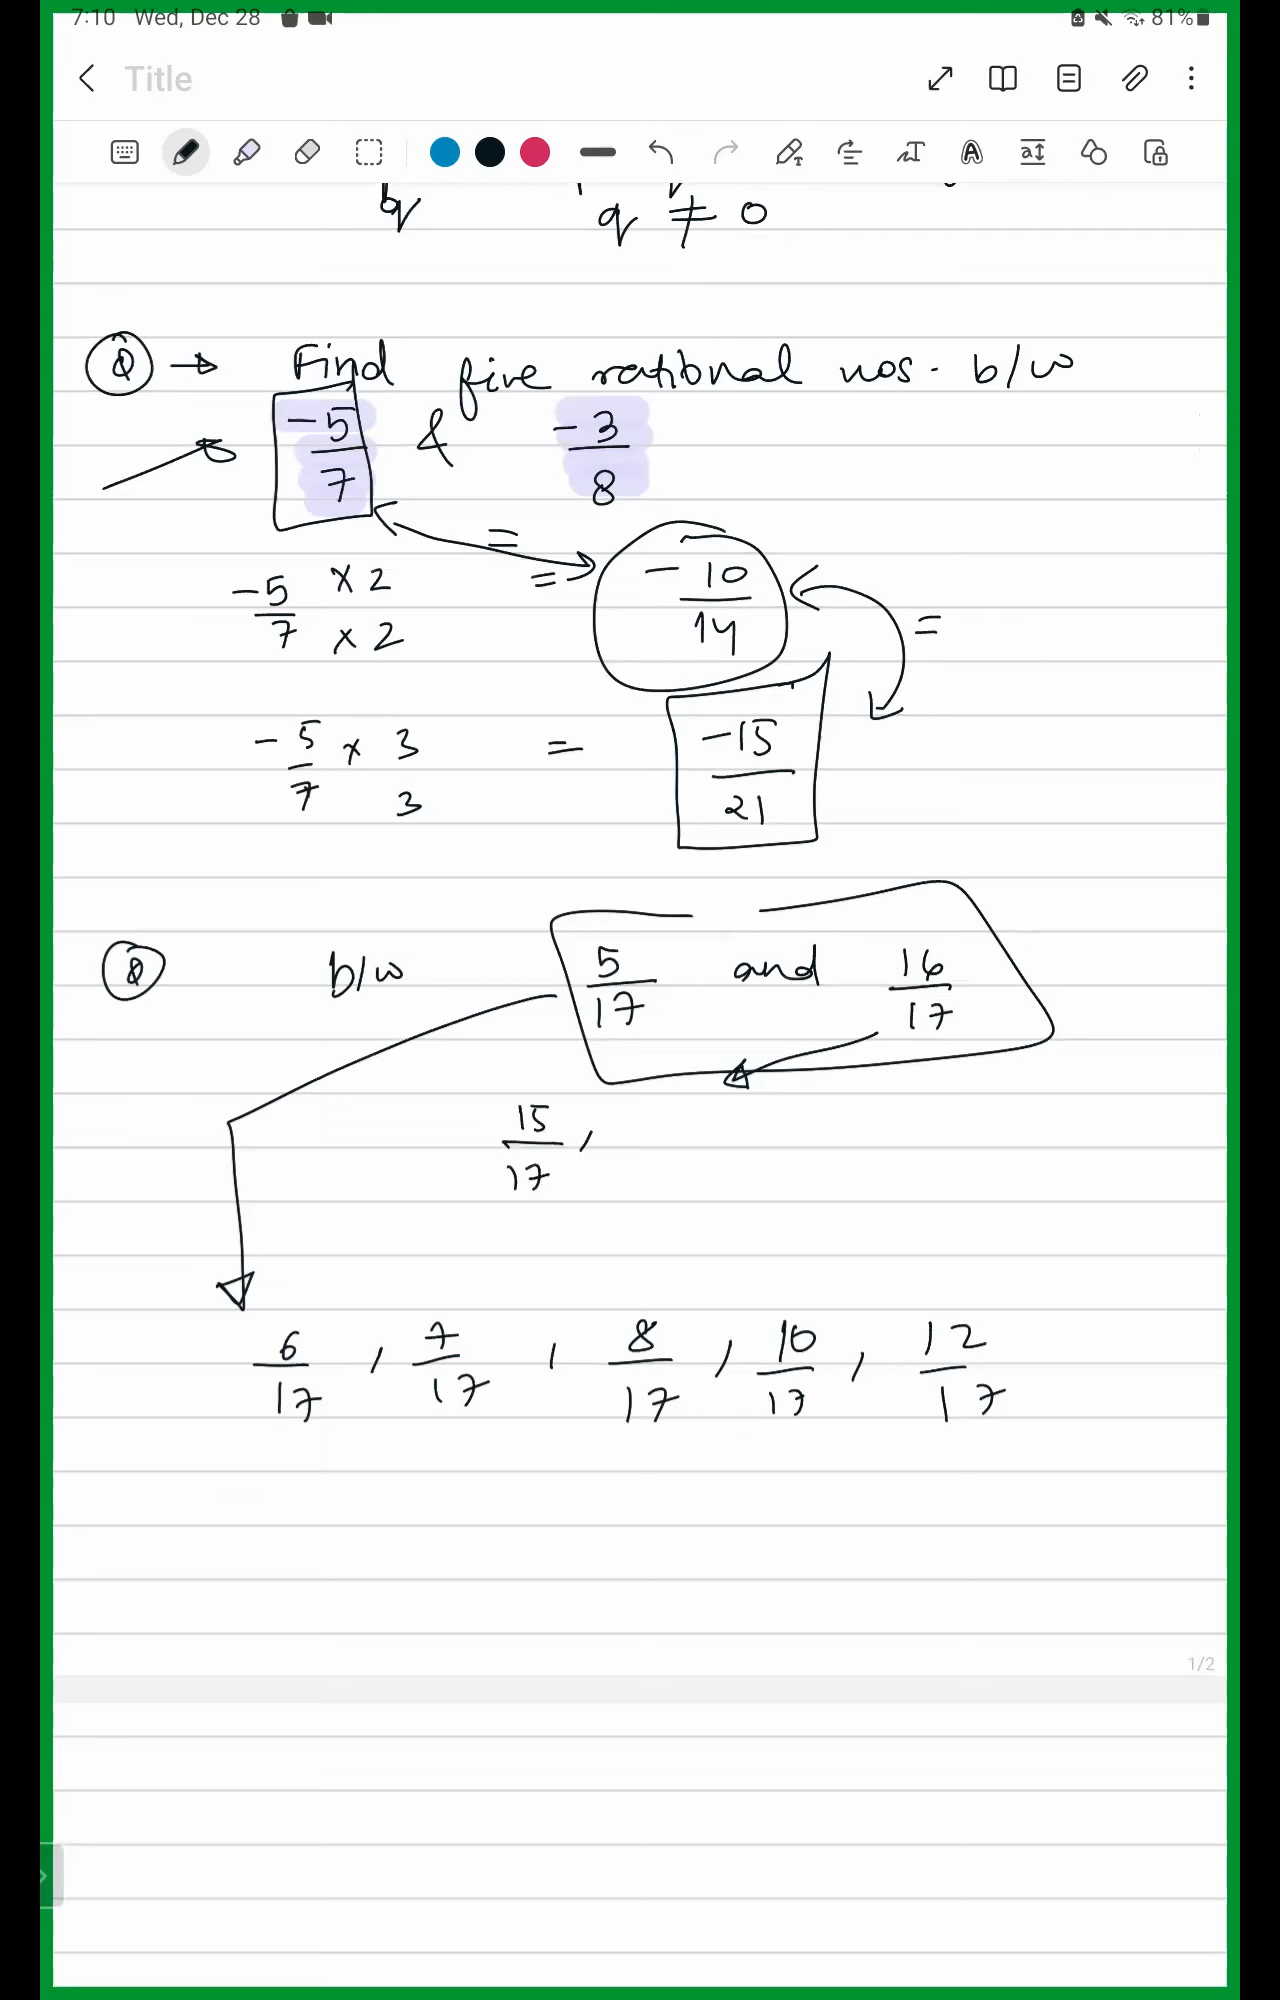 7:10 Wed, Dec 28 81%
Title
q q ≠ 0
Q → Find five rational nos. b/w
-5/7 & -3/8
=
-5/7 ×2/×2 = -10/14
=
-5/7 × 3/3 = -15/21
Q b/w 5/17 and 16/17
15/17 ,
6/17 , 7/17 , 8/17 , 10/17 , 12/17
1/2